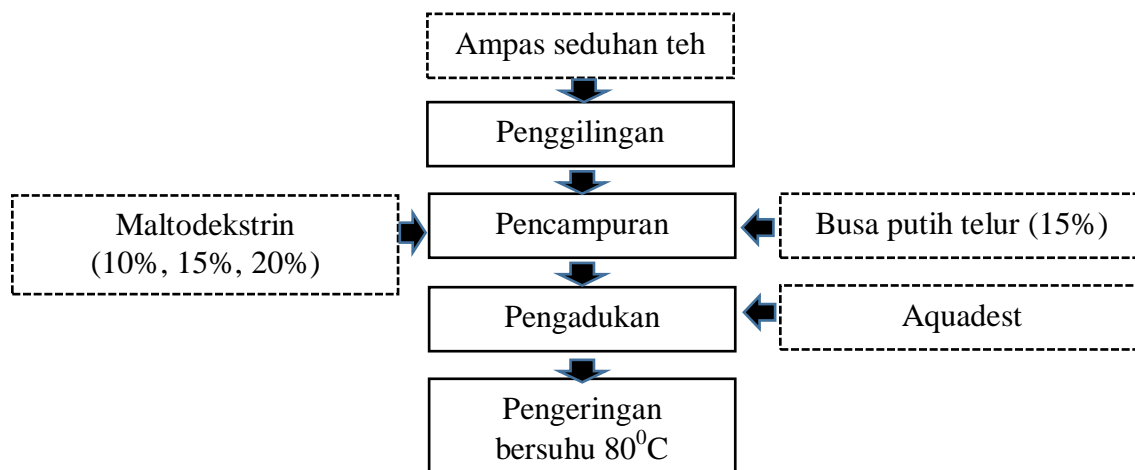 Ampas seduhan teh
Penggilingan
Maltodekstrin
(10%, 15%, 20%)
Pencampuran
Busa putih telur (15%)
Pengadukan
Aquadest
Pengeringan
bersuhu 80⁰C